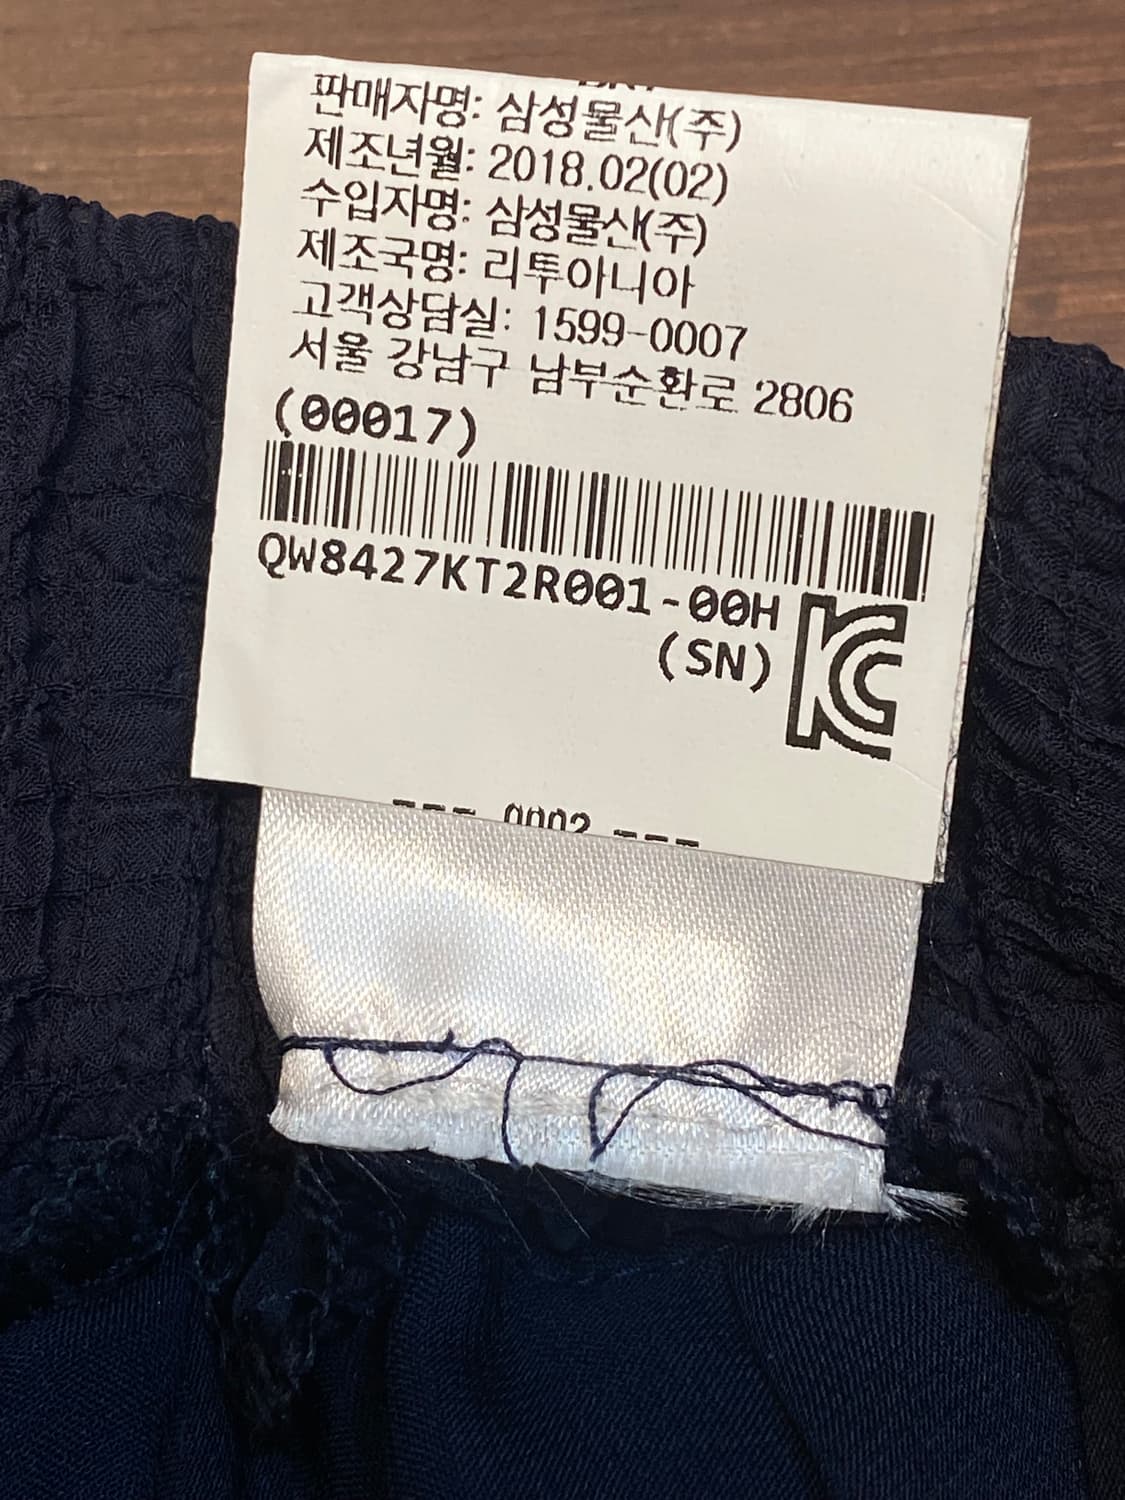 판매자명: 삼성물산(주)
제조년월: 2018.02(02)
수입자명: 삼성물산(주)
제조국명: 리투아니아
고객상담실: 1599-0007
서울 강남구 남부순환로 2806
(00017)
QW8427KT2R001-00H
(SN)
KC
--- 0002 ---